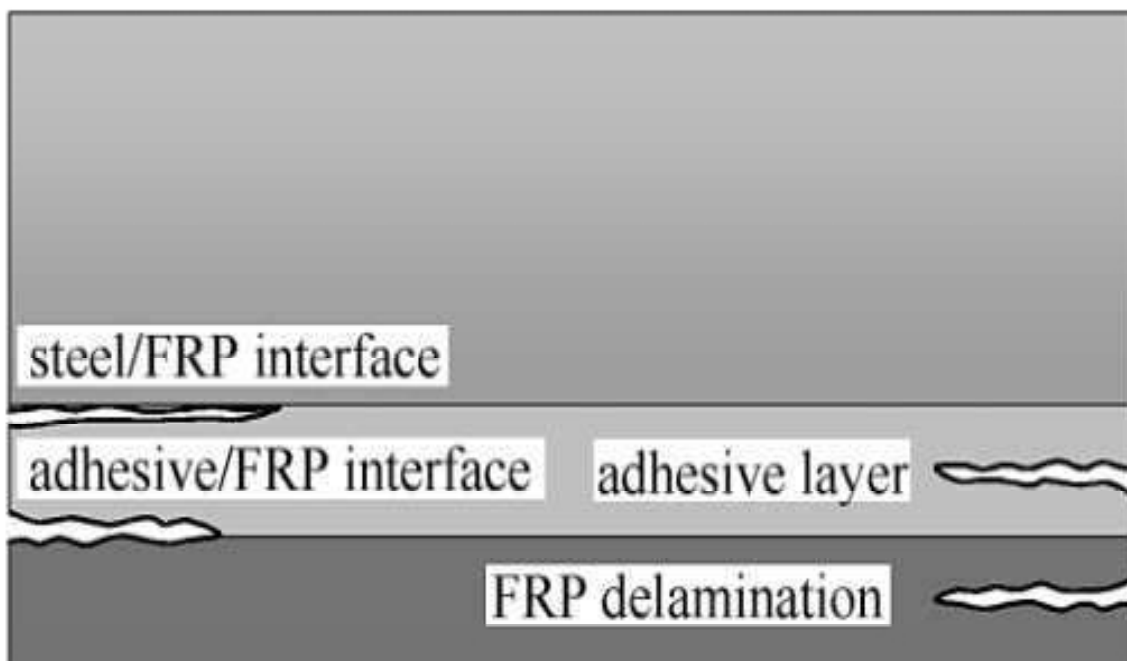 steel/FRP interface
adhesive/FRP interface
adhesive layer
FRP delamination